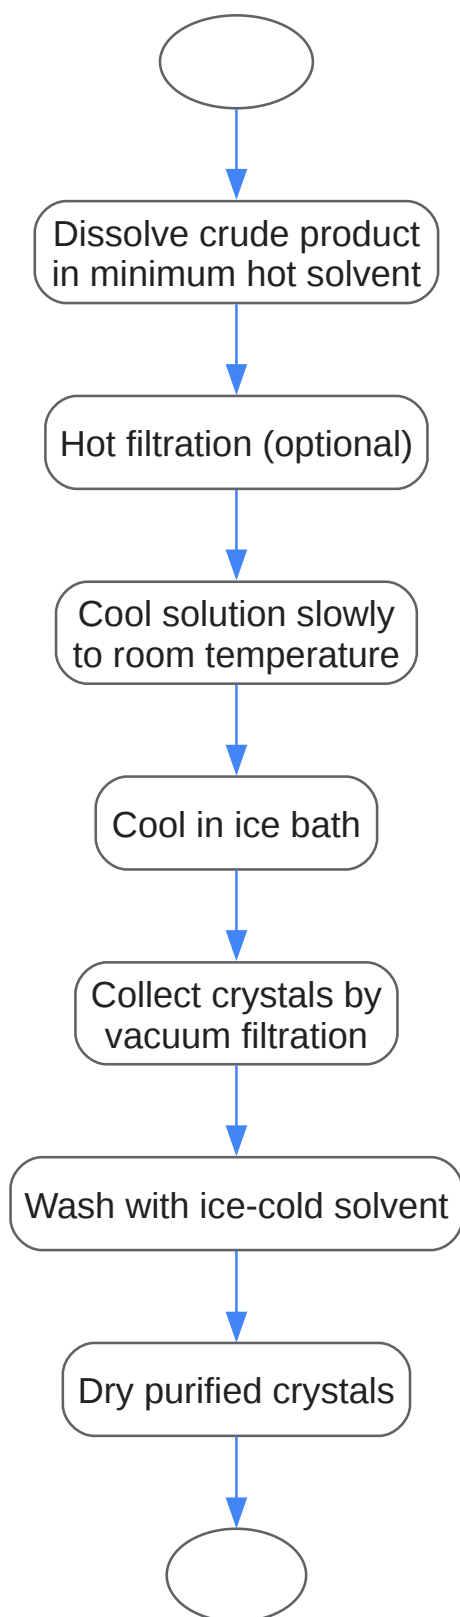 Dissolve crude product
in minimum hot solvent
Hot filtration (optional)
Cool solution slowly
to room temperature
Cool in ice bath
Collect crystals by
vacuum filtration
Wash with ice-cold solvent
Dry purified crystals